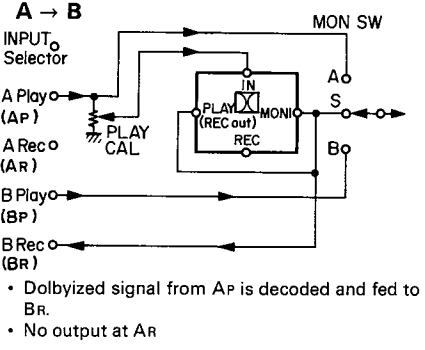 A → B
MON SW
INPUT
Selector
A
IN
A Play
(AP)
PLAY
(REC out)
MONI
S
PLAY
CAL
REC
A Rec
(AR)
B
B Play
(BP)
B Rec
(BR)
• Dolbyized signal from AP is decoded and fed to
BR.
• No output at AR